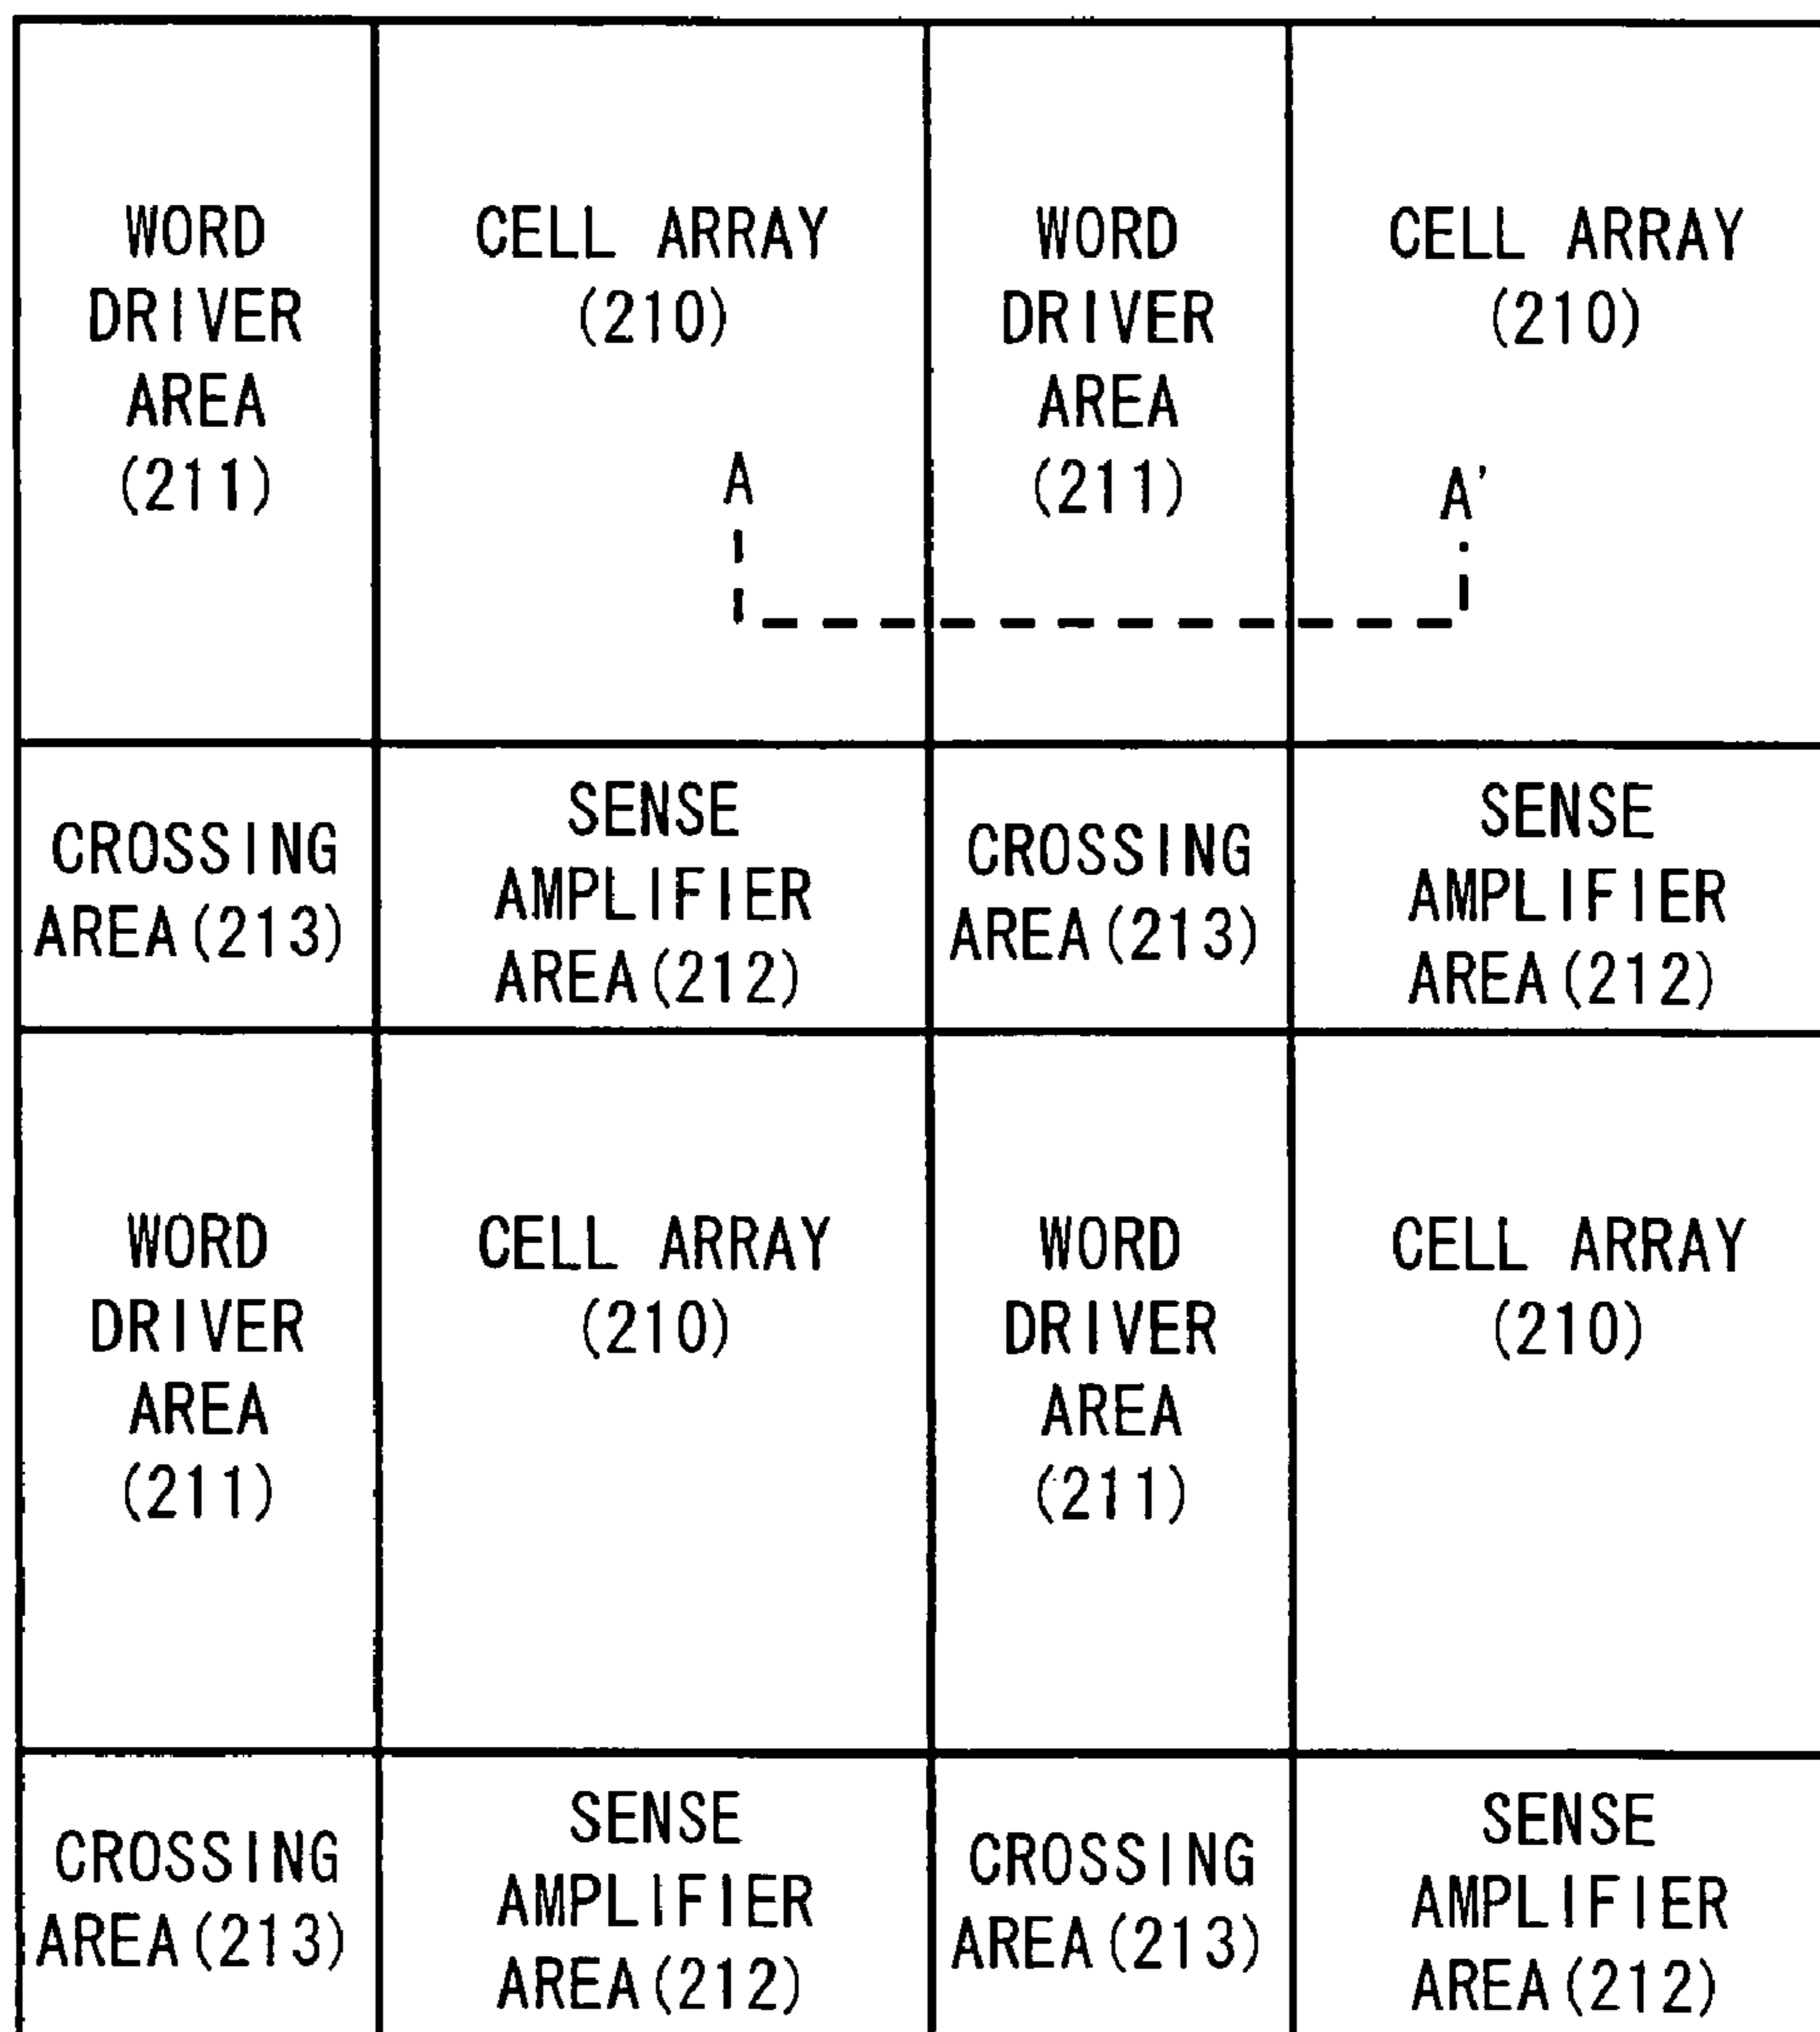 WORD
DRIVER
AREA
(211)
CELL ARRAY
(210)
A
WORD
DRIVER
AREA
(211)
CELL ARRAY
(210)
A'
CROSSING
AREA(213)
SENSE
AMPLIFIER
AREA(212)
CROSSING
AREA(213)
SENSE
AMPLIFIER
AREA(212)
WORD
DRIVER
AREA
(211)
CELL ARRAY
(210)
WORD
DRIVER
AREA
(211)
CELL ARRAY
(210)
CROSSING
AREA(213)
SENSE
AMPLIFIER
AREA(212)
CROSSING
AREA(213)
SENSE
AMPLIFIER
AREA(212)